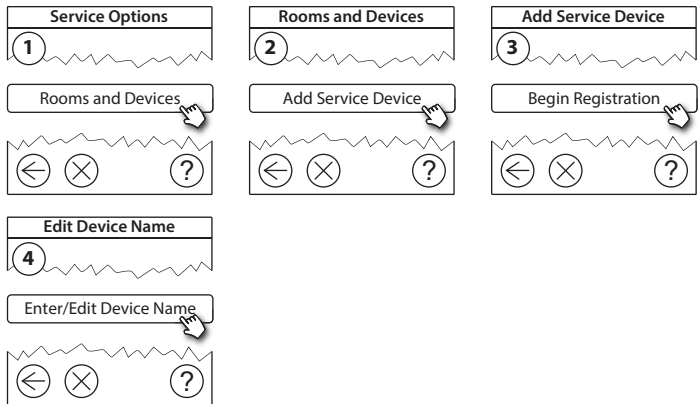 Service Options
1
Rooms and Devices
?
Rooms and Devices
2
Add Service Device
?
Add Service Device
3
Begin Registration
?
Edit Device Name
4
Enter/Edit Device Name
?